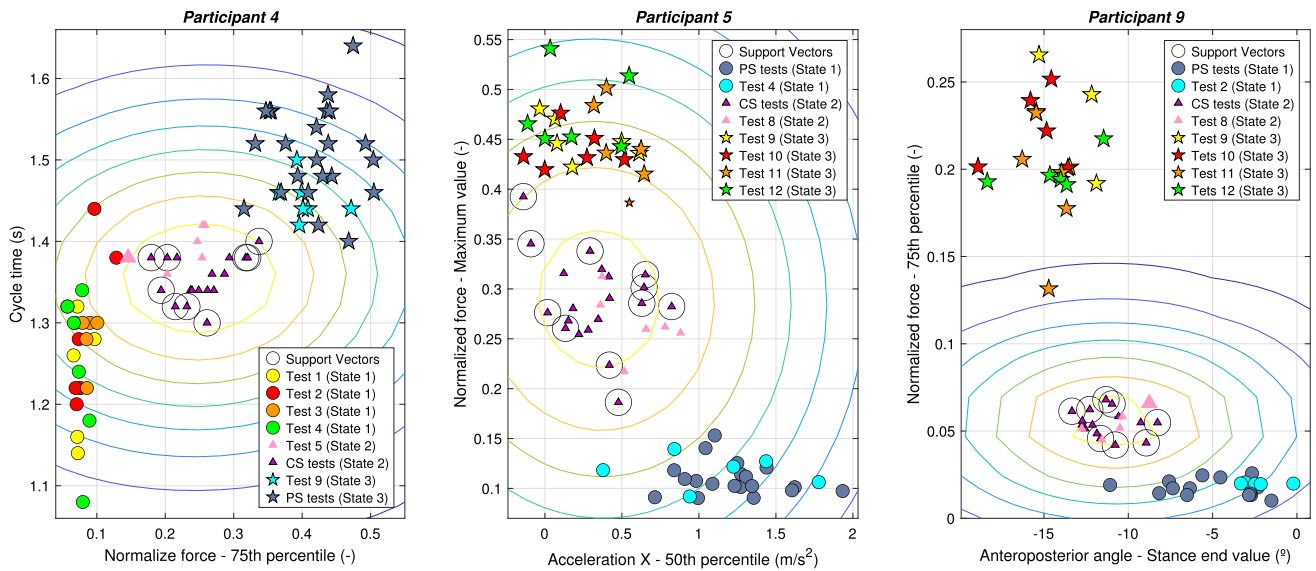 Participant 4
Cycle time (s)
1.6
1.5
1.4
1.3
1.2
1.1
0.1
0.2
0.3
0.4
0.5
Normalize force - 75th percentile (-)
Support Vectors
Test 1 (State 1)
Test 2 (State 1)
Test 3 (State 1)
Test 4 (State 1)
Test 5 (State 2)
CS tests (State 2)
Test 9 (State 3)
PS tests (State 3)
Participant 5
Normalized force - Maximum value (-)
0.55
0.5
0.45
0.4
0.35
0.3
0.25
0.2
0.15
0.1
0
0.5
1
1.5
2
Acceleration X - 50th percentile (m/s²)
Support Vectors
PS tests (State 1)
Test 4 (State 1)
CS tests (State 2)
Test 8 (State 2)
Test 9 (State 3)
Test 10 (State 3)
Test 11 (State 3)
Test 12 (State 3)
Participant 9
Normalized force - 75th percentile (-)
0.25
0.2
0.15
0.1
0.05
0
-15
-10
-5
0
Anteroposterior angle - Stance end value (º)
Support Vectors
PS tests (State 1)
Test 2 (State 1)
CS tests (State 2)
Test 8 (State 2)
Test 9 (State 3)
Tets 10 (State 3)
Test 11 (State 3)
Tets 12 (State 3)